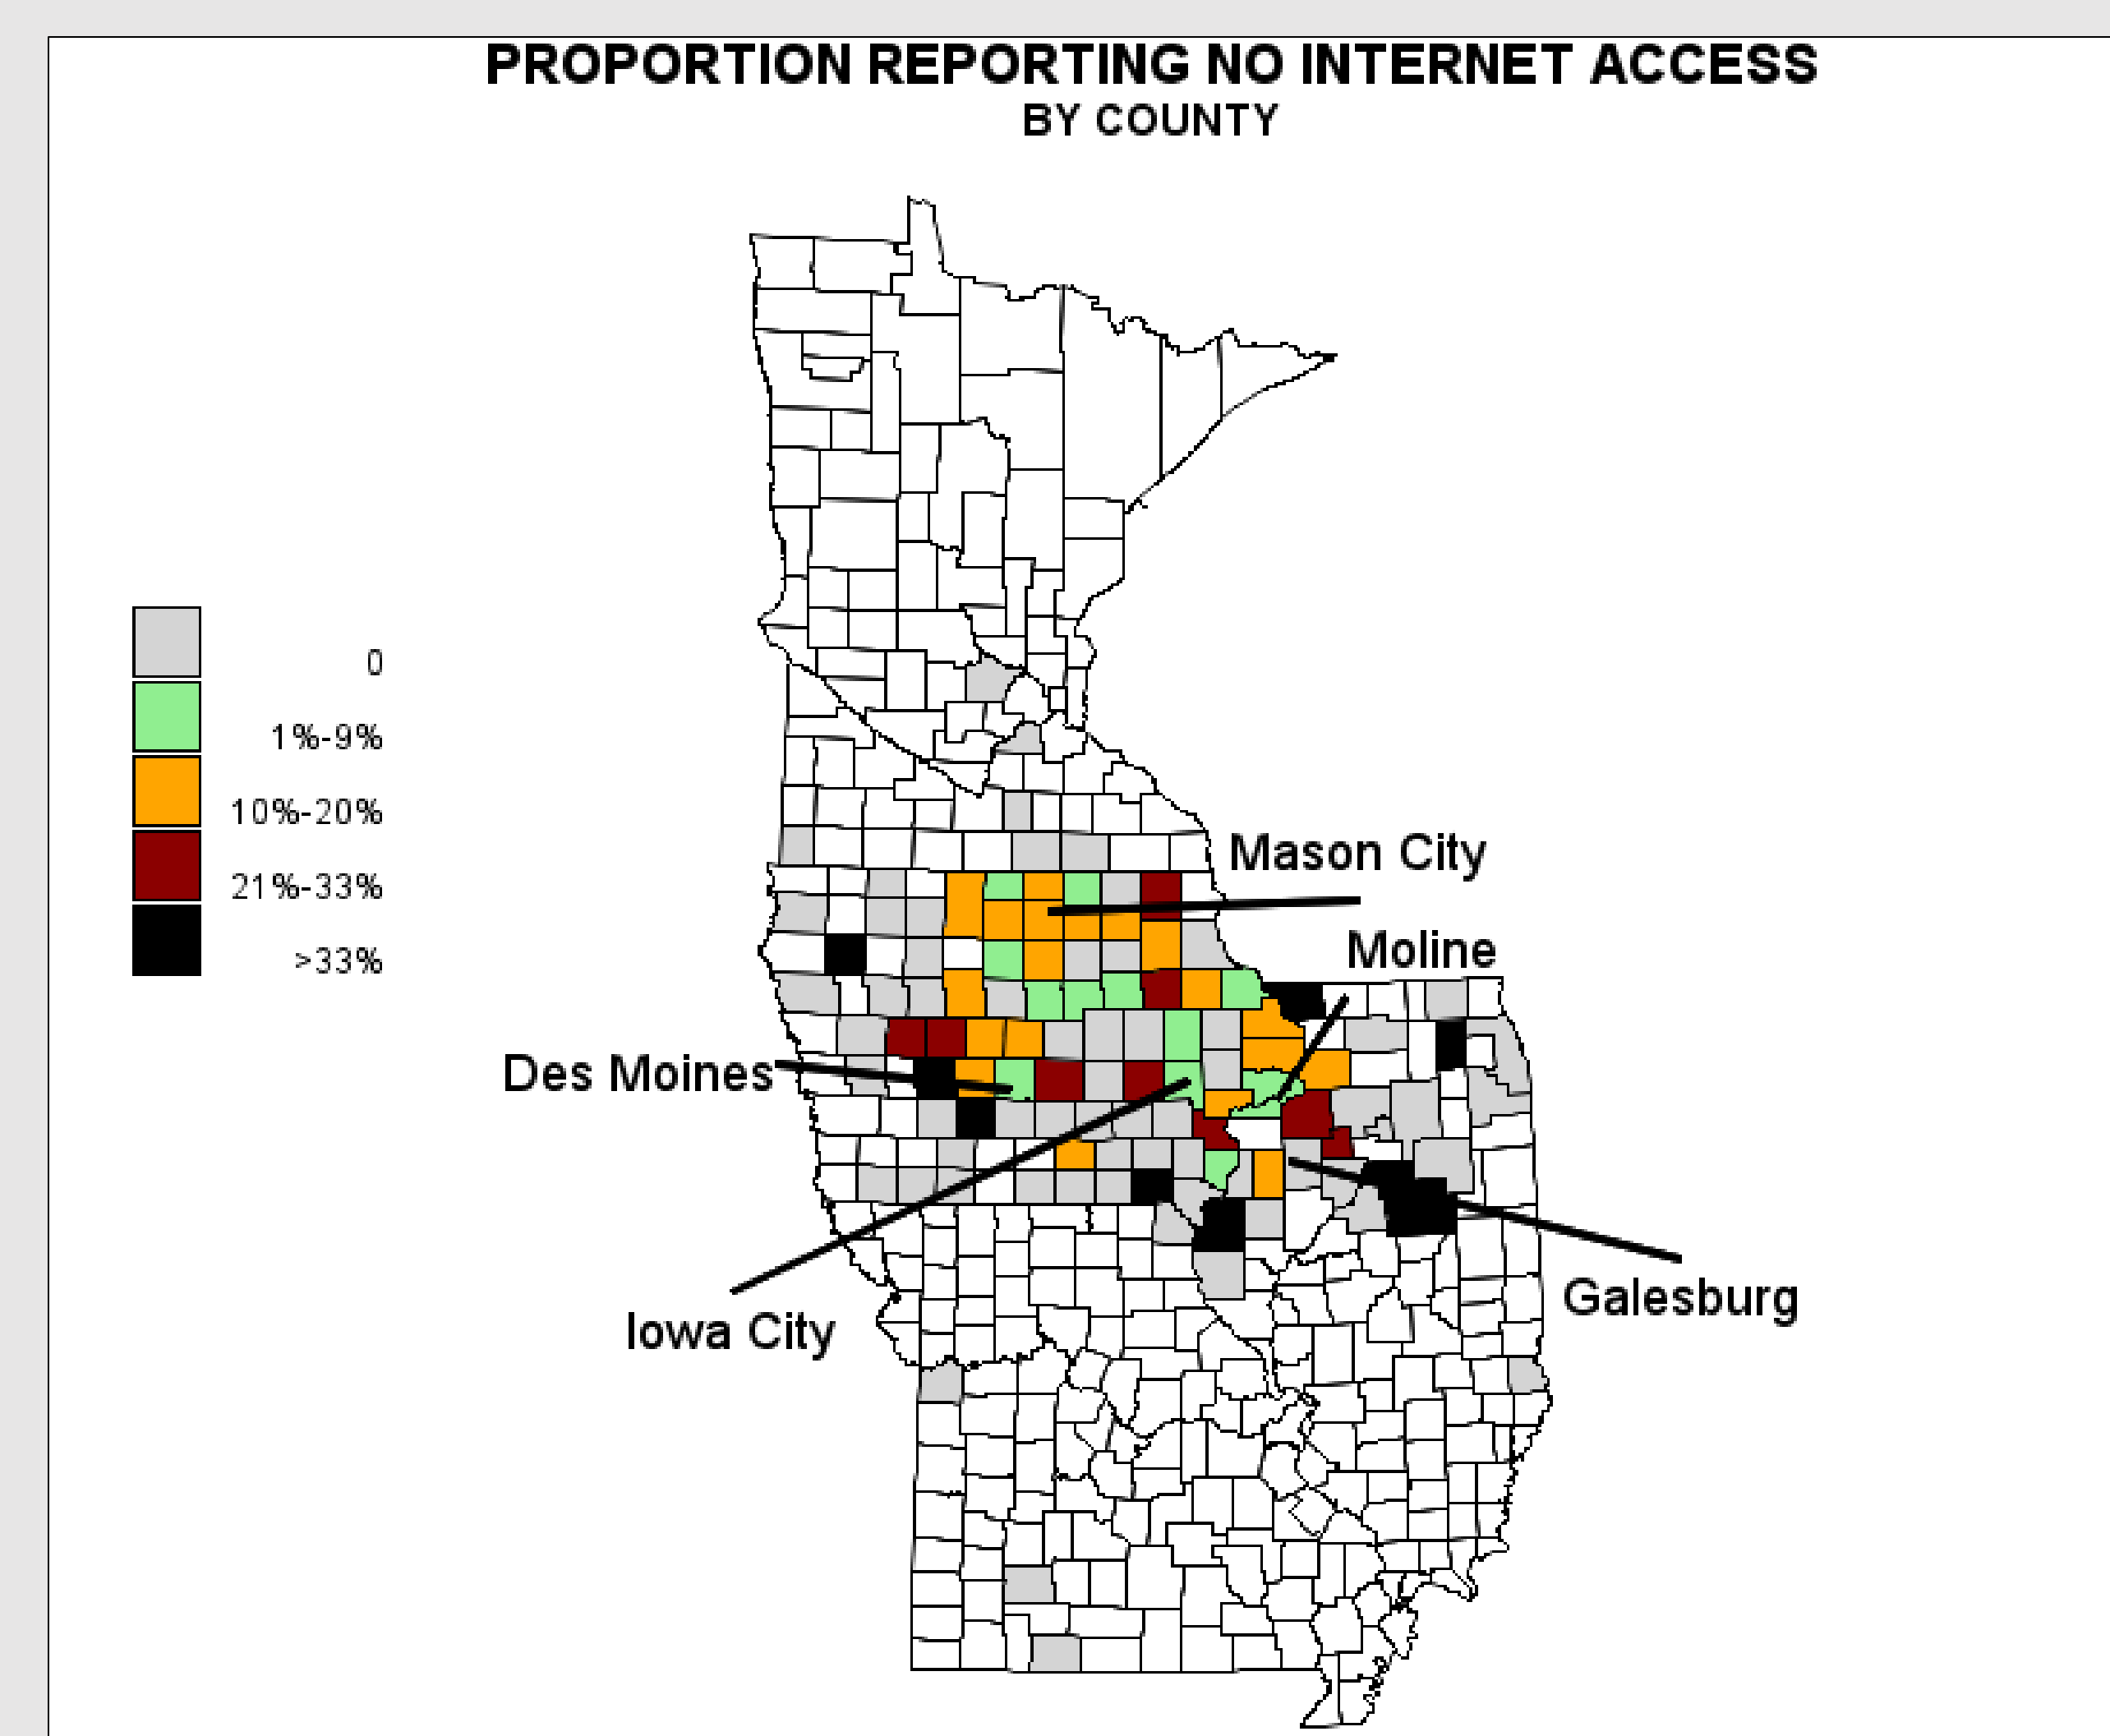 PROPORTION REPORTING NO INTERNET ACCESS
BY COUNTY
0
1%-9%
10%-20%
21%-33%
>33%
Mason City
Moline
Des Moines
Galesburg
Iowa City